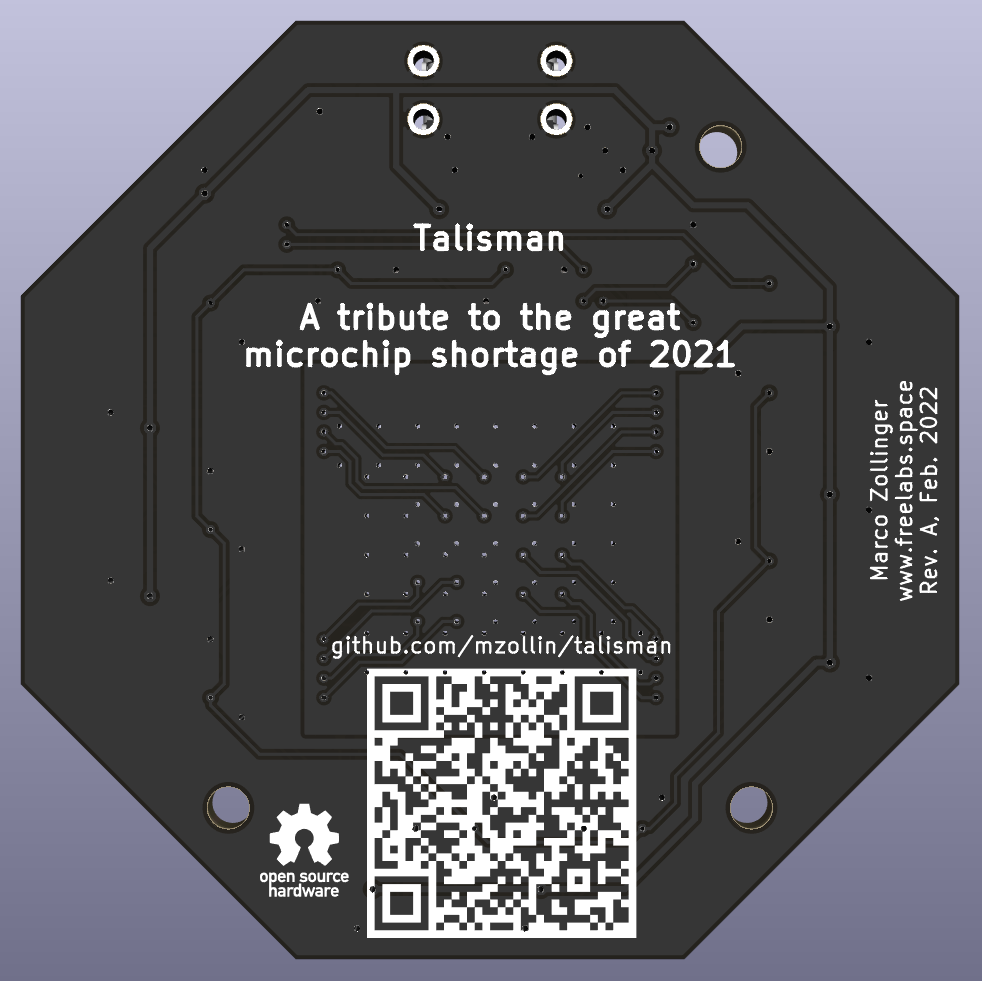 Talisman
A tribute to the great
microchip shortage of 2021
Marco Zollinger
www.freelabs.space
Rev. A, Feb. 2022
github.com/mzollin/talisman
open source
hardware